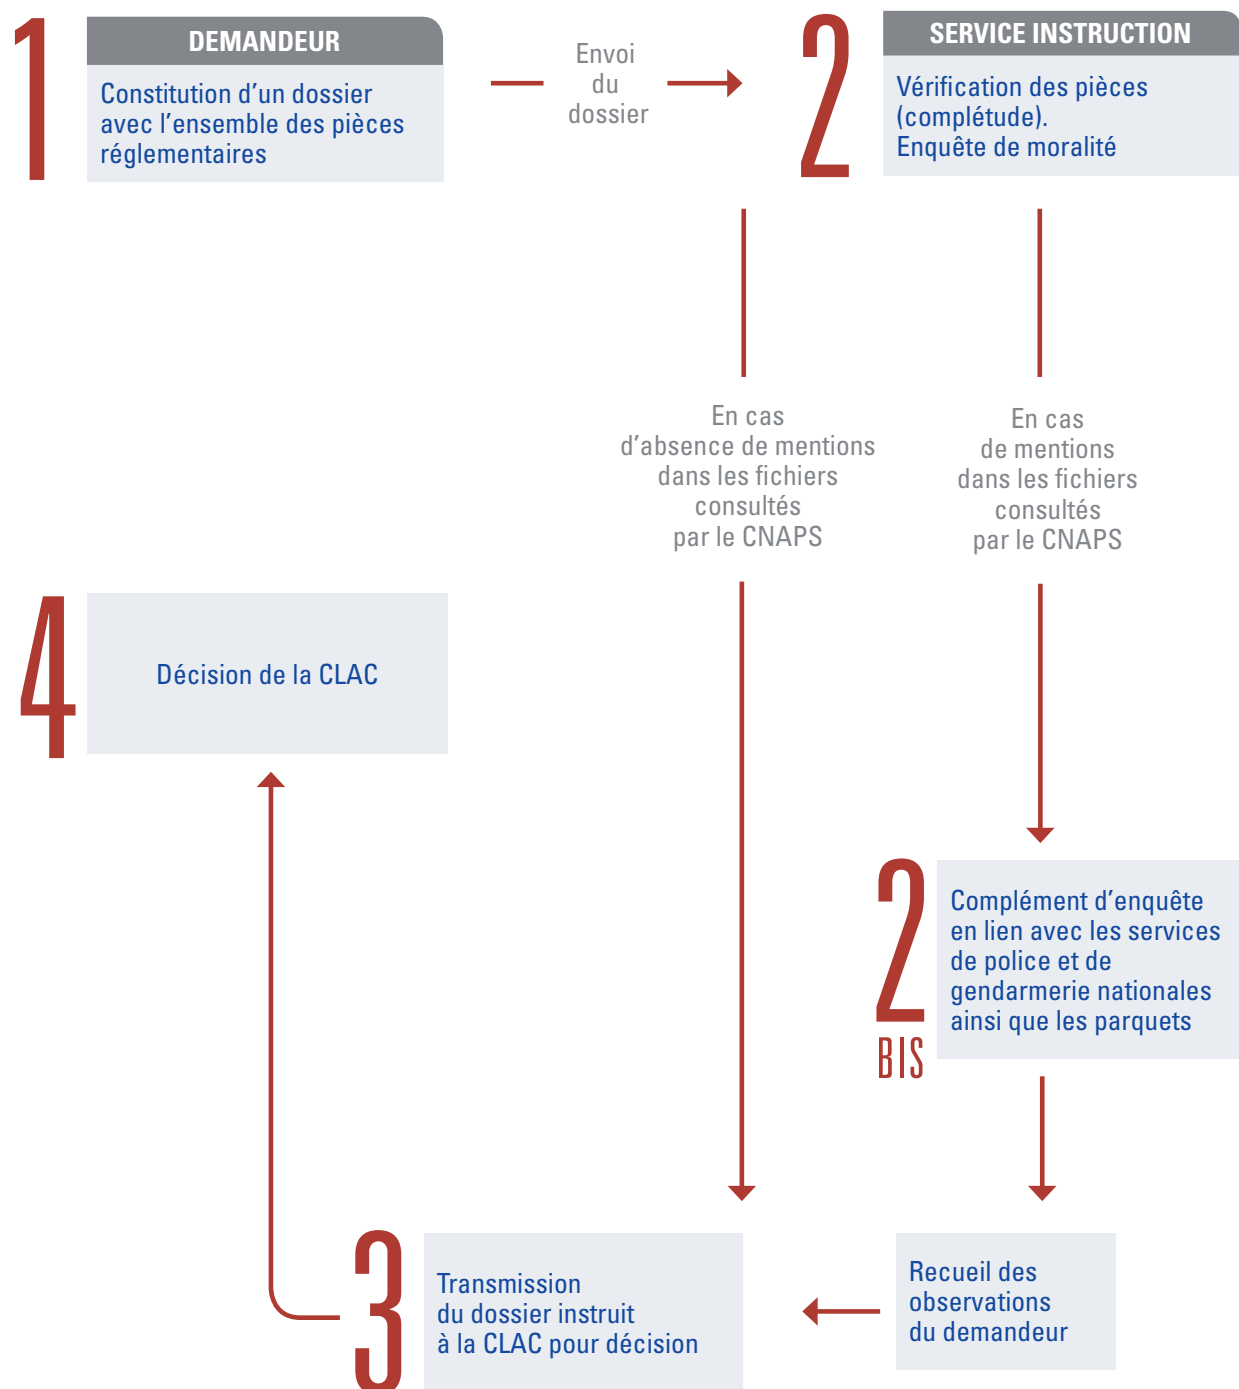 1
DEMANDEUR
Constitution d’un dossier
avec l’ensemble des pièces
réglementaires
Envoi
du
dossier
2
SERVICE INSTRUCTION
Vérification des pièces
(complétude).
Enquête de moralité
En cas
d’absence de mentions
dans les fichiers
consultés
par le CNAPS
En cas
de mentions
dans les fichiers
consultés
par le CNAPS
2
BIS
Complément d’enquête
en lien avec les services
de police et de
gendarmerie nationales
ainsi que les parquets
Recueil des
observations
du demandeur
3
Transmission
du dossier instruit
à la CLAC pour décision
4
Décision de la CLAC